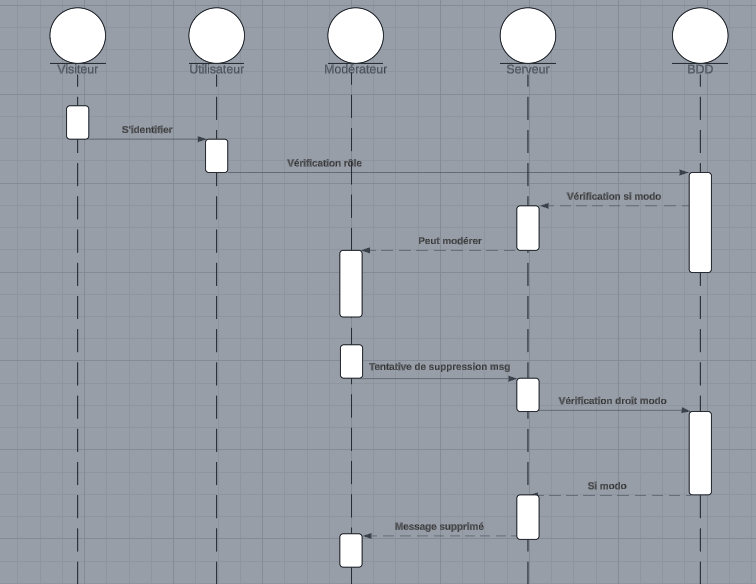 Visiteur
Utilisateur
Modérateur
Serveur
BDD
S'identifier
Vérification rôle
Vérification si modo
Peut modérer
Tentative de suppression msg
Vérification droit modo
Si modo
Message supprimé